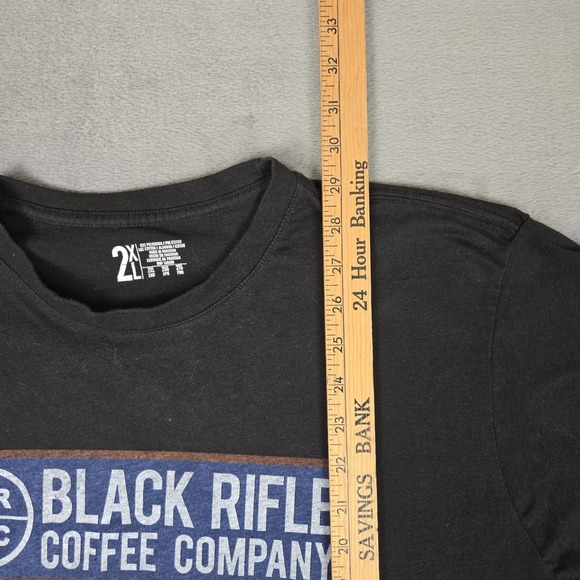 33
32
31
30
29
28
27
26
25
24
23
22
21
20
24 Hour Banking
SAVINGS BANK
2XL
R
C
BLACK RIFLE
COFFEE COMPANY